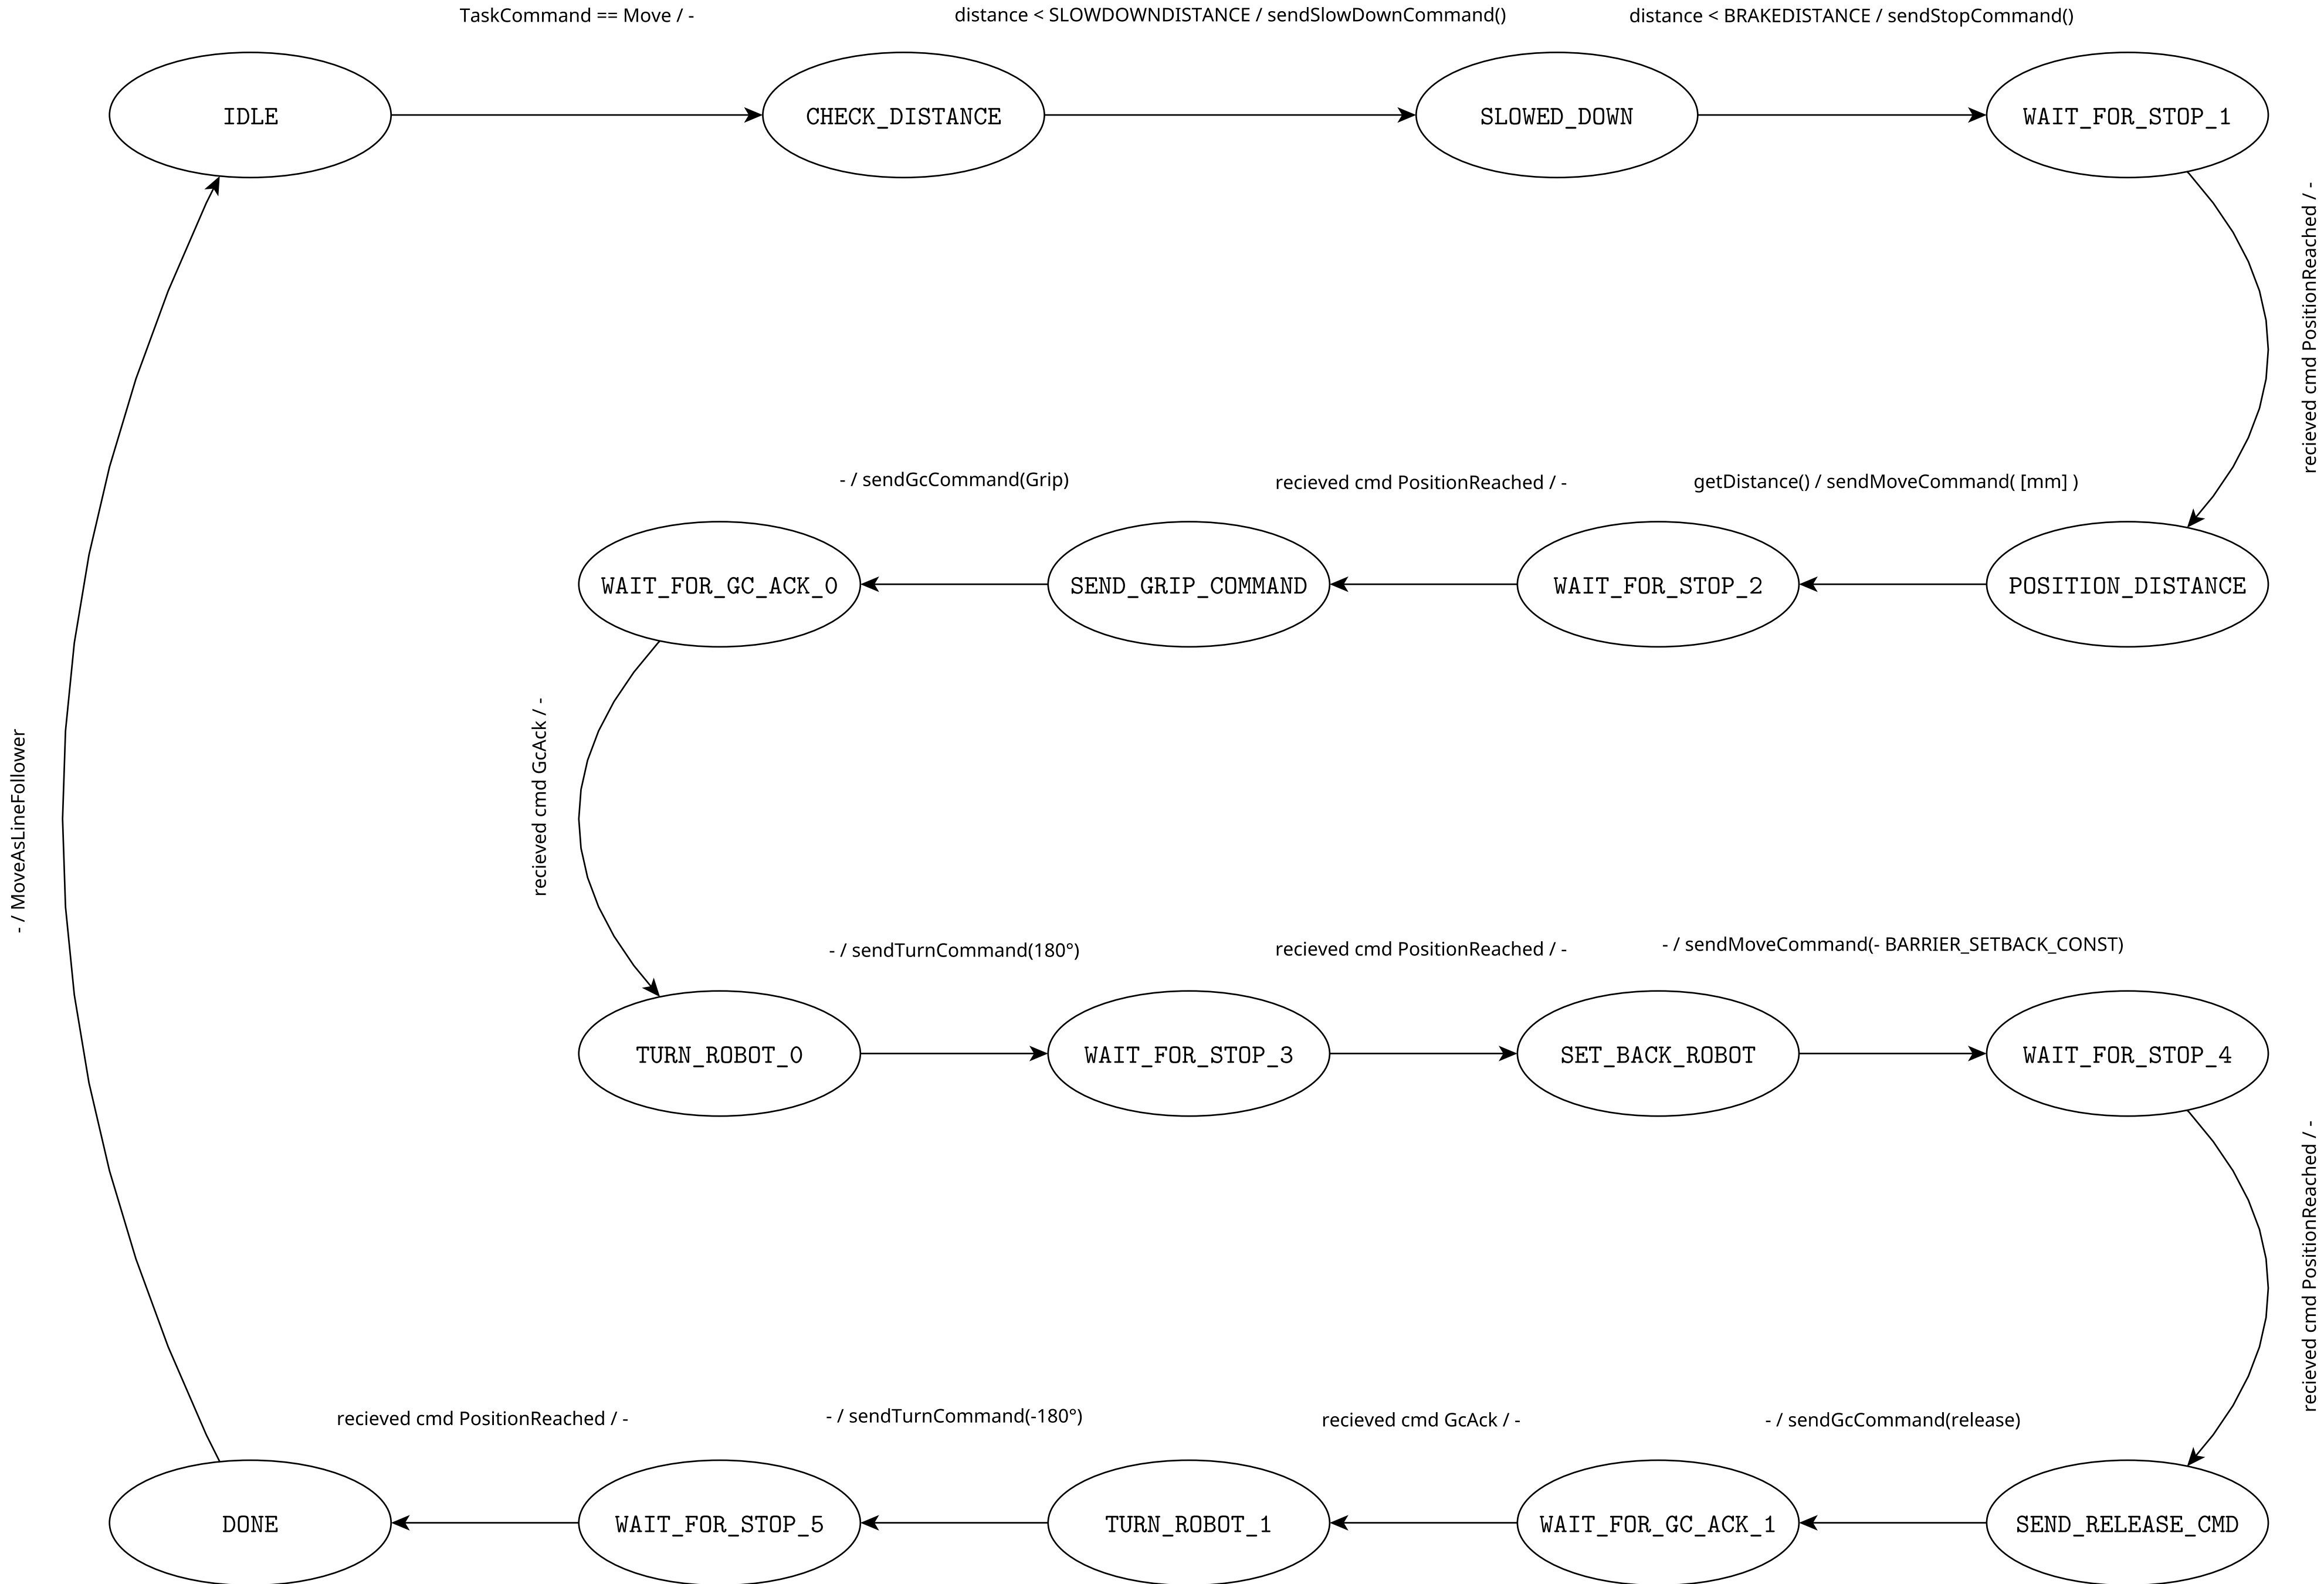 TaskCommand == Move / -
distance < SLOWDOWNDISTANCE / sendSlowDownCommand()
distance < BRAKEDISTANCE / sendStopCommand()
IDLE
CHECK_DISTANCE
SLOWED_DOWN
WAIT_FOR_STOP_1
recieved cmd PositionReached / -
- / sendGcCommand(Grip)
recieved cmd PositionReached / -
getDistance() / sendMoveCommand( [mm] )
WAIT_FOR_GC_ACK_0
SEND_GRIP_COMMAND
WAIT_FOR_STOP_2
POSITION_DISTANCE
- / MoveAsLineFollower
recieved cmd GcAck / -
- / sendTurnCommand(180°)
recieved cmd PositionReached / -
- / sendMoveCommand(- BARRIER_SETBACK_CONST)
TURN_ROBOT_0
WAIT_FOR_STOP_3
SET_BACK_ROBOT
WAIT_FOR_STOP_4
recieved cmd PositionReached / -
recieved cmd PositionReached / -
- / sendTurnCommand(-180°)
recieved cmd GcAck / -
- / sendGcCommand(release)
DONE
WAIT_FOR_STOP_5
TURN_ROBOT_1
WAIT_FOR_GC_ACK_1
SEND_RELEASE_CMD